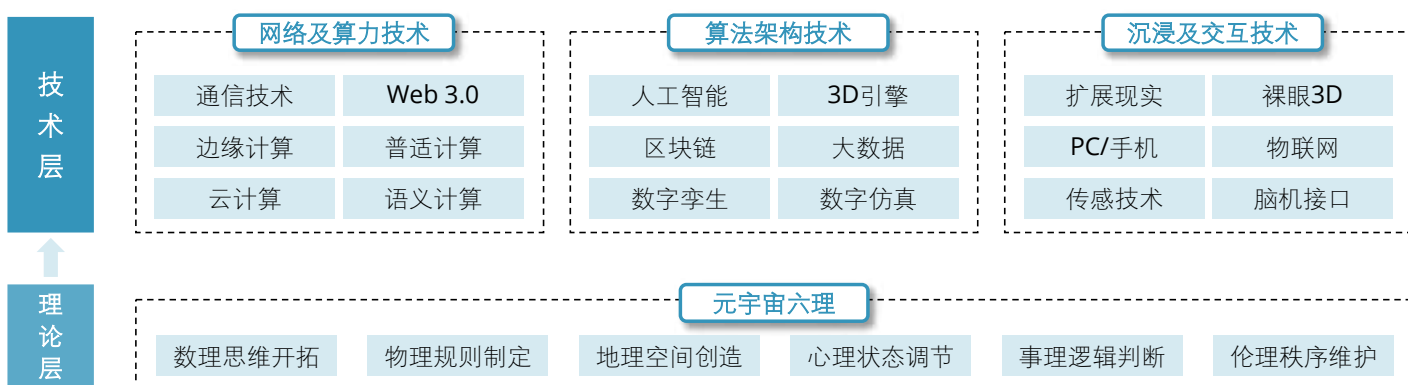 技术层
网络及算力技术
通信技术 Web 3.0
边缘计算 普适计算
云计算 语义计算
算法架构技术
人工智能 3D引擎
区块链 大数据
数字孪生 数字仿真
沉浸及交互技术
扩展现实 裸眼3D
PC/手机 物联网
传感技术 脑机接口
理论层
元宇宙六理
数理思维开拓 物理规则制定 地理空间创造 心理状态调节 事理逻辑判断 伦理秩序维护